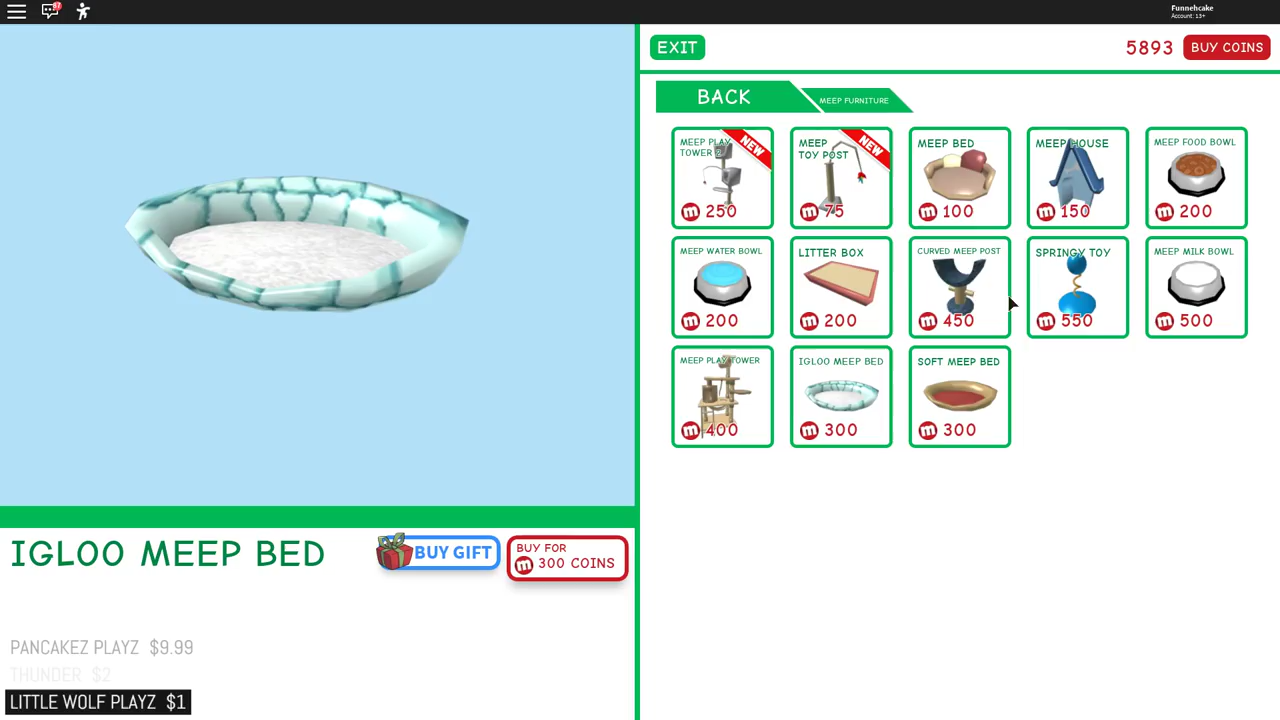 87
Funnehcake
Account: 13+
EXIT
5893
BUY COINS
BACK
MEEP FURNITURE
MEEP PLAY
TOWER 2
NEW
250
MEEP
TOY POST
NEW
75
MEEP BED
100
MEEP HOUSE
150
MEEP FOOD BOWL
200
MEEP WATER BOWL
200
LITTER BOX
200
CURVED MEEP POST
450
SPRINGY TOY
550
MEEP MILK BOWL
500
MEEP PLAY TOWER
400
IGLOO MEEP BED
300
SOFT MEEP BED
300
IGLOO MEEP BED
BUY GIFT
BUY FOR
300 COINS
PANCAKEZ PLAYZ $9.99
THUNDER $2
LITTLE WOLF PLAYZ $1